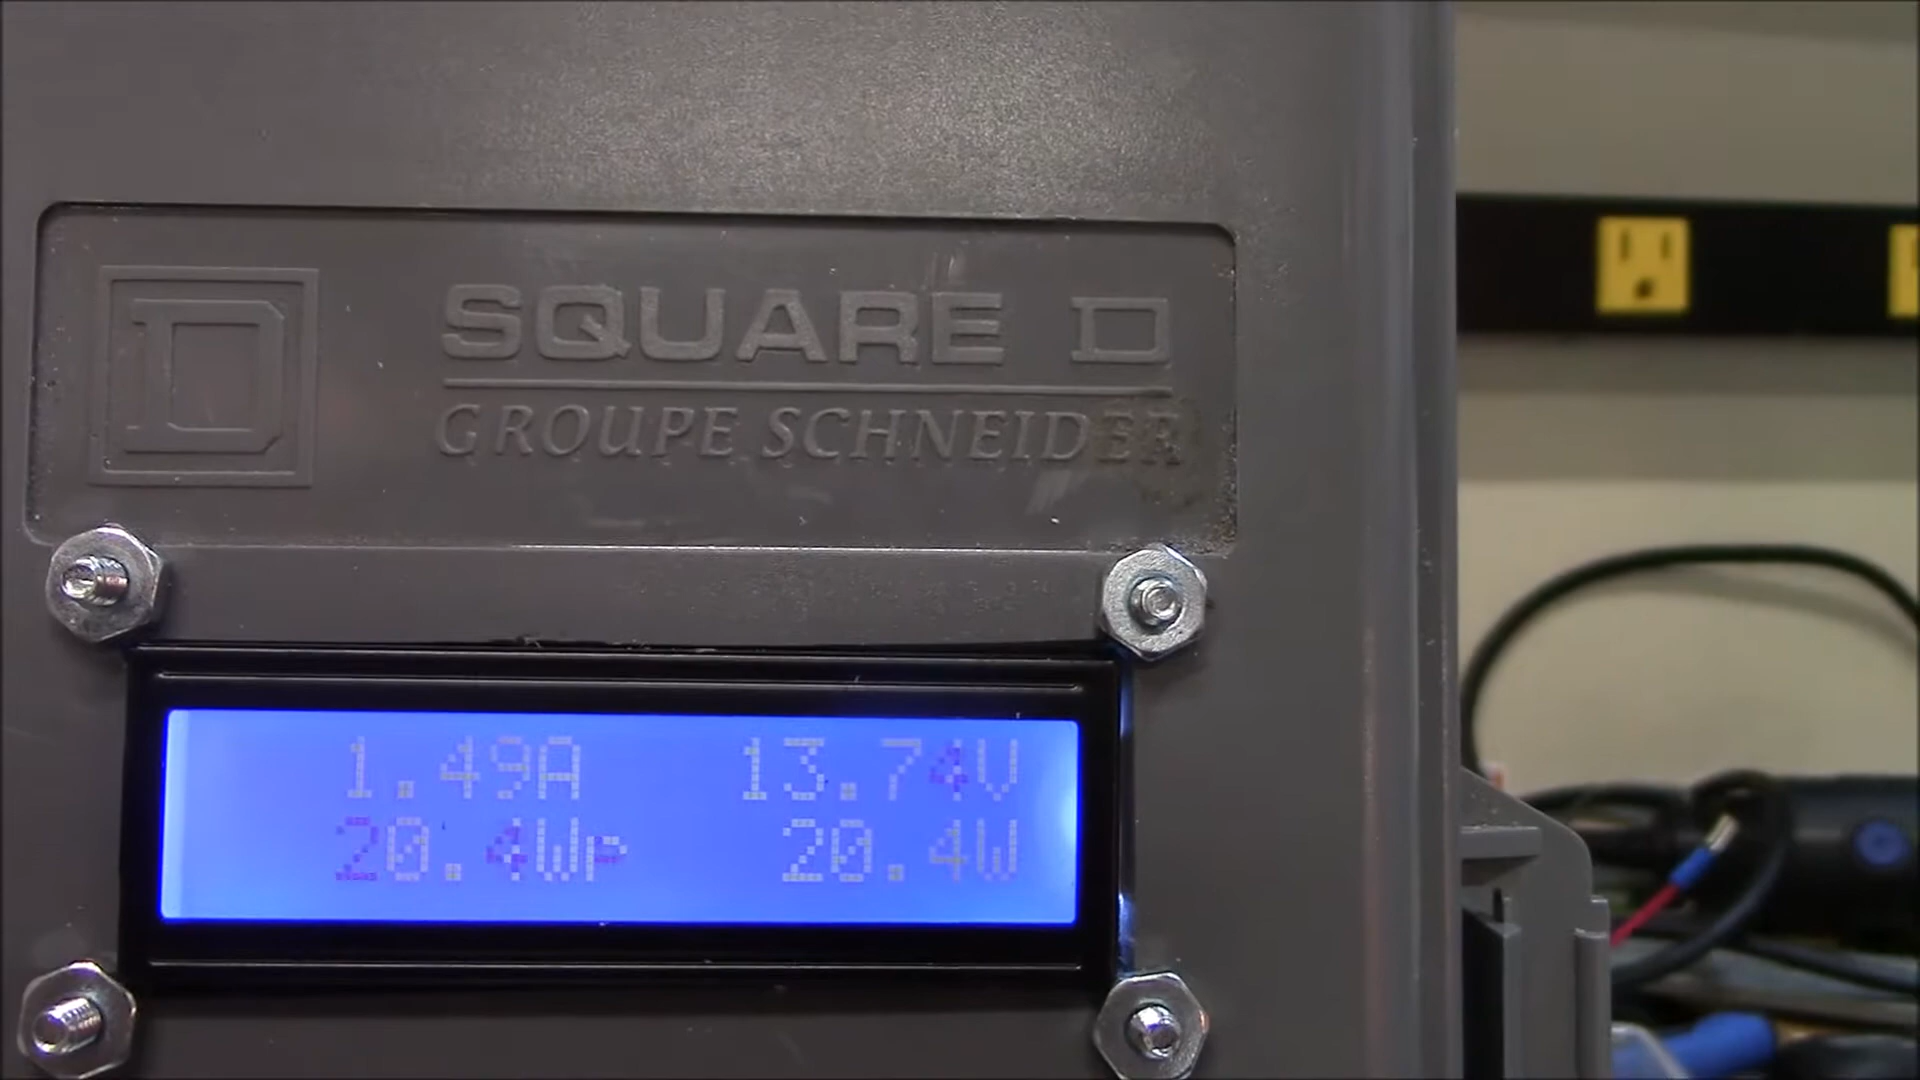 D
SQUARE D
GROUPE SCHNEIDER
1.49A 13.74V
20.4Wp 20.4W